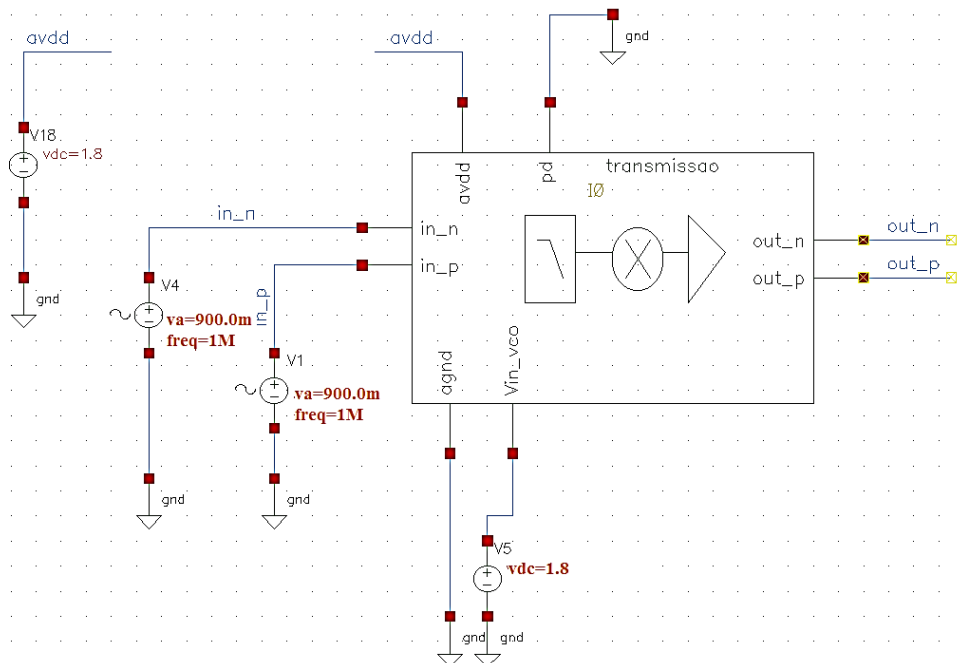 avdd
avdd
gnd
V18
vdc=1.8
avdd
pd
transmissao
I0
in_n
in_n
in_p
out_n
out_n
out_p
out_p
gnd
V4
va=900.0m
freq=1M
in_p
V1
va=900.0m
freq=1M
agnd
Vin_vco
gnd
gnd
V5
vdc=1.8
gnd
gnd